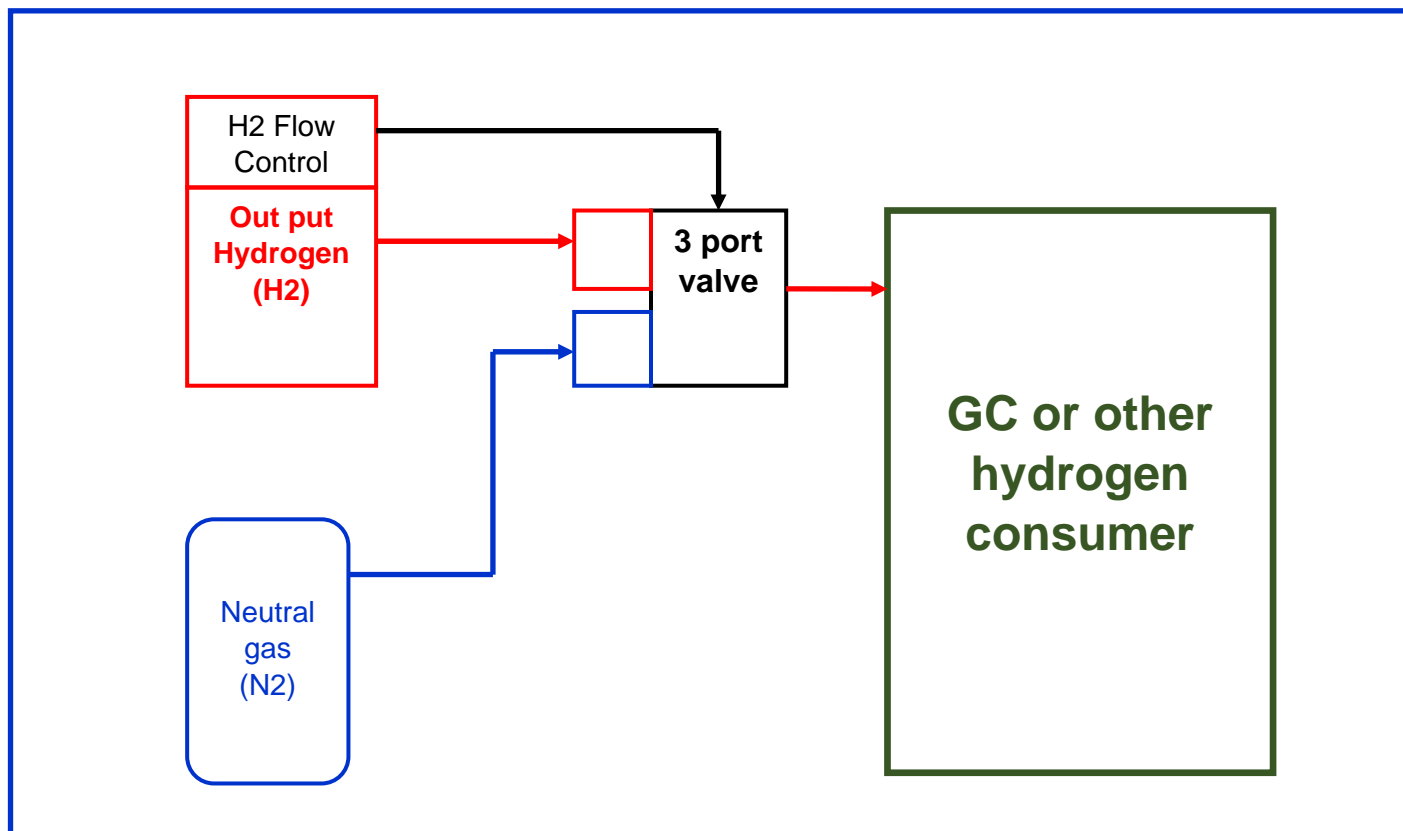 H2 Flow
Control
Out put
Hydrogen
(H2)
3 port
valve
GC or other
hydrogen
consumer
Neutral
gas
(N2)